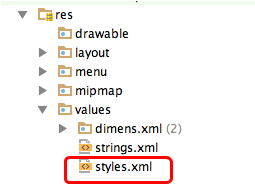 res
drawable
layout
menu
mipmap
values
dimens.xml (2)
strings.xml
styles.xml